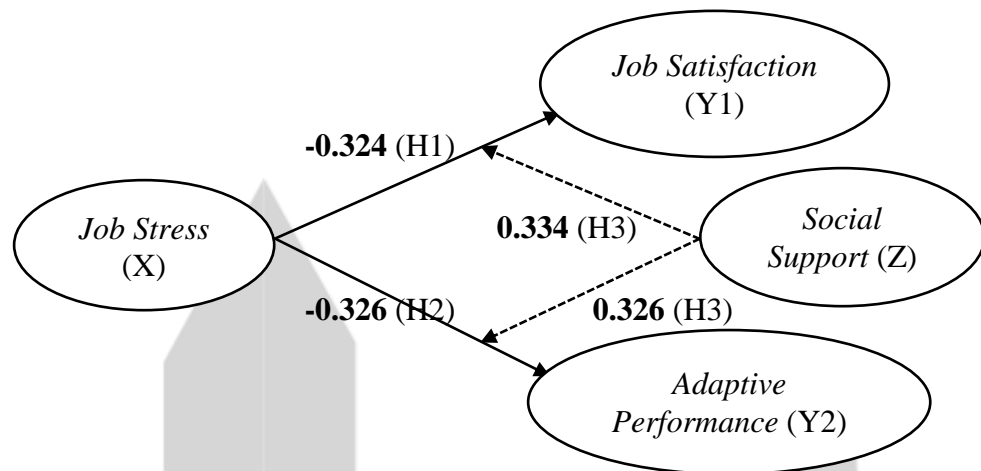 Job Satisfaction
(Y1)
-0.324 (H1)
Job Stress
(X)
0.334 (H3)
Social
Support (Z)
-0.326 (H2)
0.326 (H3)
Adaptive
Performance (Y2)